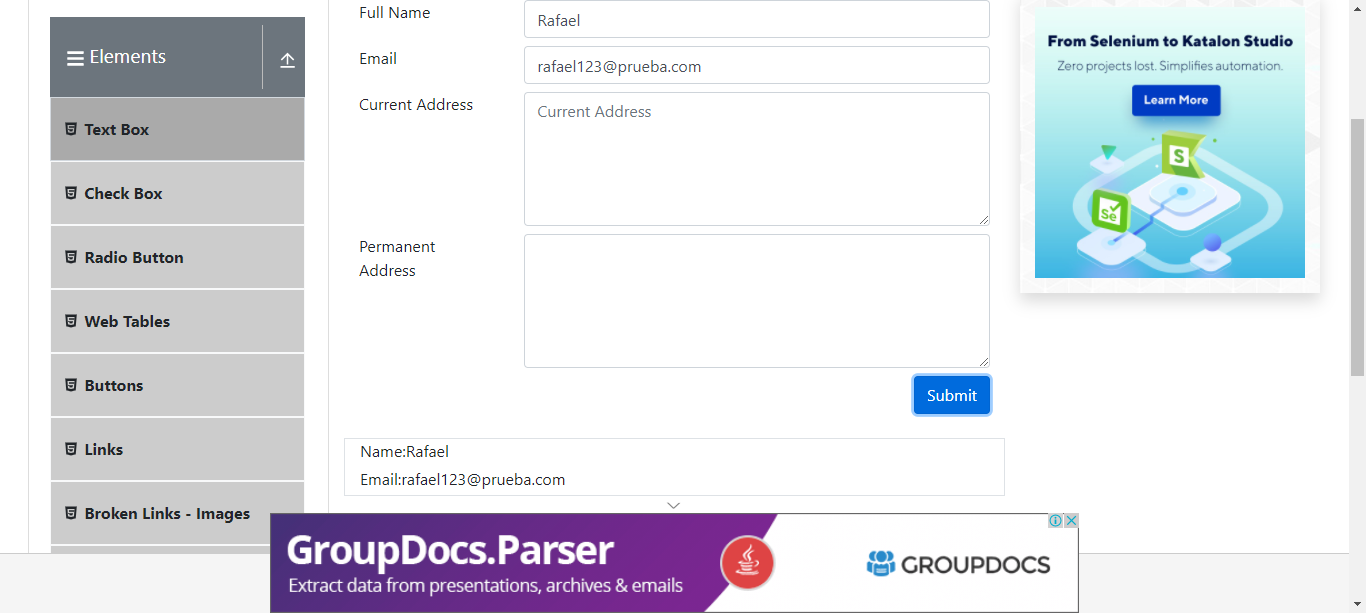 Elements
Text Box
Check Box
Radio Button
Web Tables
Buttons
Links
Broken Links - Images
Full Name
Rafael
Email
rafael123@prueba.com
Current Address
Current Address
Permanent
Address
Submit
Name:Rafael
Email:rafael123@prueba.com
From Selenium to Katalon Studio
Zero projects lost. Simplifies automation.
Learn More
S
Se
GroupDocs.Parser
Extract data from presentations, archives & emails
GROUPDOCS